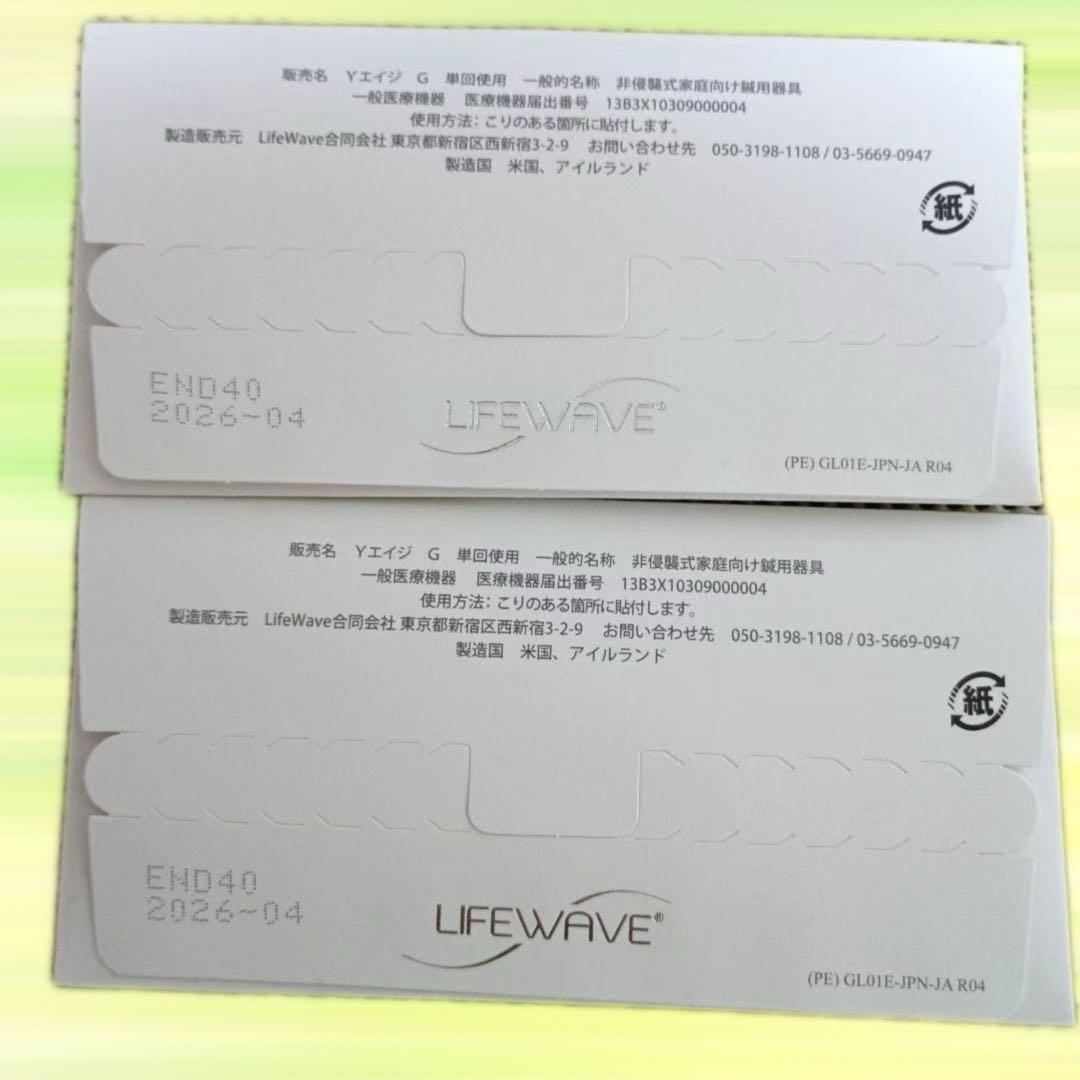 販売名 Yエイジ G 単回使用 一般的名称 非侵襲式家庭向け鍼用器具
一般医療機器 医療機器届出番号 13B3X10309000004
使用方法：こりのある箇所に貼付します。
製造販売元 LifeWave合同会社 東京都新宿区西新宿3-2-9 お問い合わせ先 050-3198-1108 / 03-5669-0947
製造国 米国、アイルランド
紙
END40
2026-04
LIFEWAVE®
(PE) GL01E-JPN-JA R04
販売名 Yエイジ G 単回使用 一般的名称 非侵襲式家庭向け鍼用器具
一般医療機器 医療機器届出番号 13B3X10309000004
使用方法：こりのある箇所に貼付します。
製造販売元 LifeWave合同会社 東京都新宿区西新宿3-2-9 お問い合わせ先 050-3198-1108 / 03-5669-0947
製造国 米国、アイルランド
紙
END40
2026-04
LIFEWAVE®
(PE) GL01E-JPN-JA R04